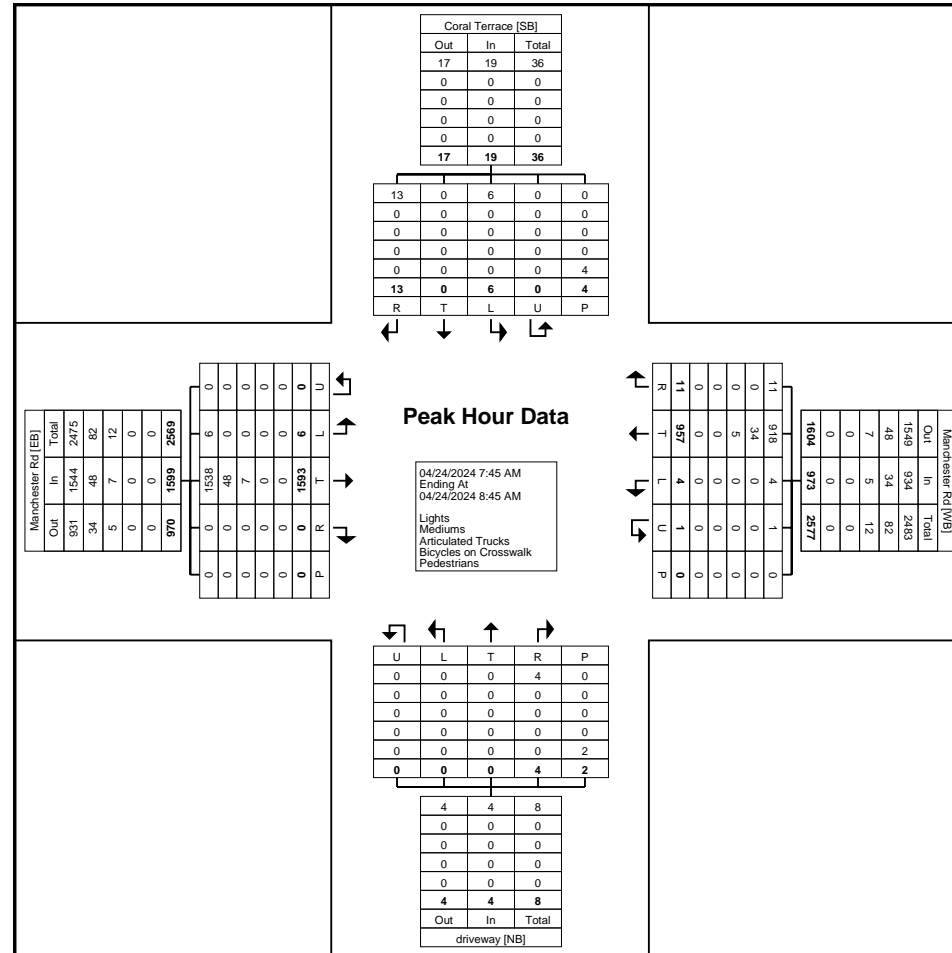 Coral Terrace [SB]
Out In Total
17 19 36
0 0 0
0 0 0
0 0 0
0 0 0
17 19 36
13 0 6 0 0
0 0 0 0 0
0 0 0 0 0
0 0 0 0 0
0 0 0 0 4
13 0 6 0 4
R T L U P
Manchester Rd [EB]
Total 2475 82 12 0 0 2569
In 1544 48 7 0 0 1599
Out 931 34 5 0 0 970
0 0 0 0 0 0 U
6 0 0 0 0 6 L
1538 48 7 0 0 1593 T
0 0 0 0 0 0 R
0 0 0 0 0 0 P
Peak Hour Data
04/24/2024 7:45 AM
Ending At
04/24/2024 8:45 AM
Lights
Mediums
Articulated Trucks
Bicycles on Crosswalk
Pedestrians
R 11 0 0 0 0 11
T 957 0 0 5 34 918
L 4 0 0 0 0 4
U 1 0 0 0 0 1
P 0 0 0 0 0 0
Manchester Rd [WB]
Out 1549 48 7 0 0 1604
In 934 34 5 0 0 973
Total 2483 82 12 0 0 2577
U L T R P
0 0 0 4 0
0 0 0 0 0
0 0 0 0 0
0 0 0 0 0
0 0 0 0 2
0 0 0 4 2
4 4 8
0 0 0
0 0 0
0 0 0
0 0 0
4 4 8
Out In Total
driveway [NB]